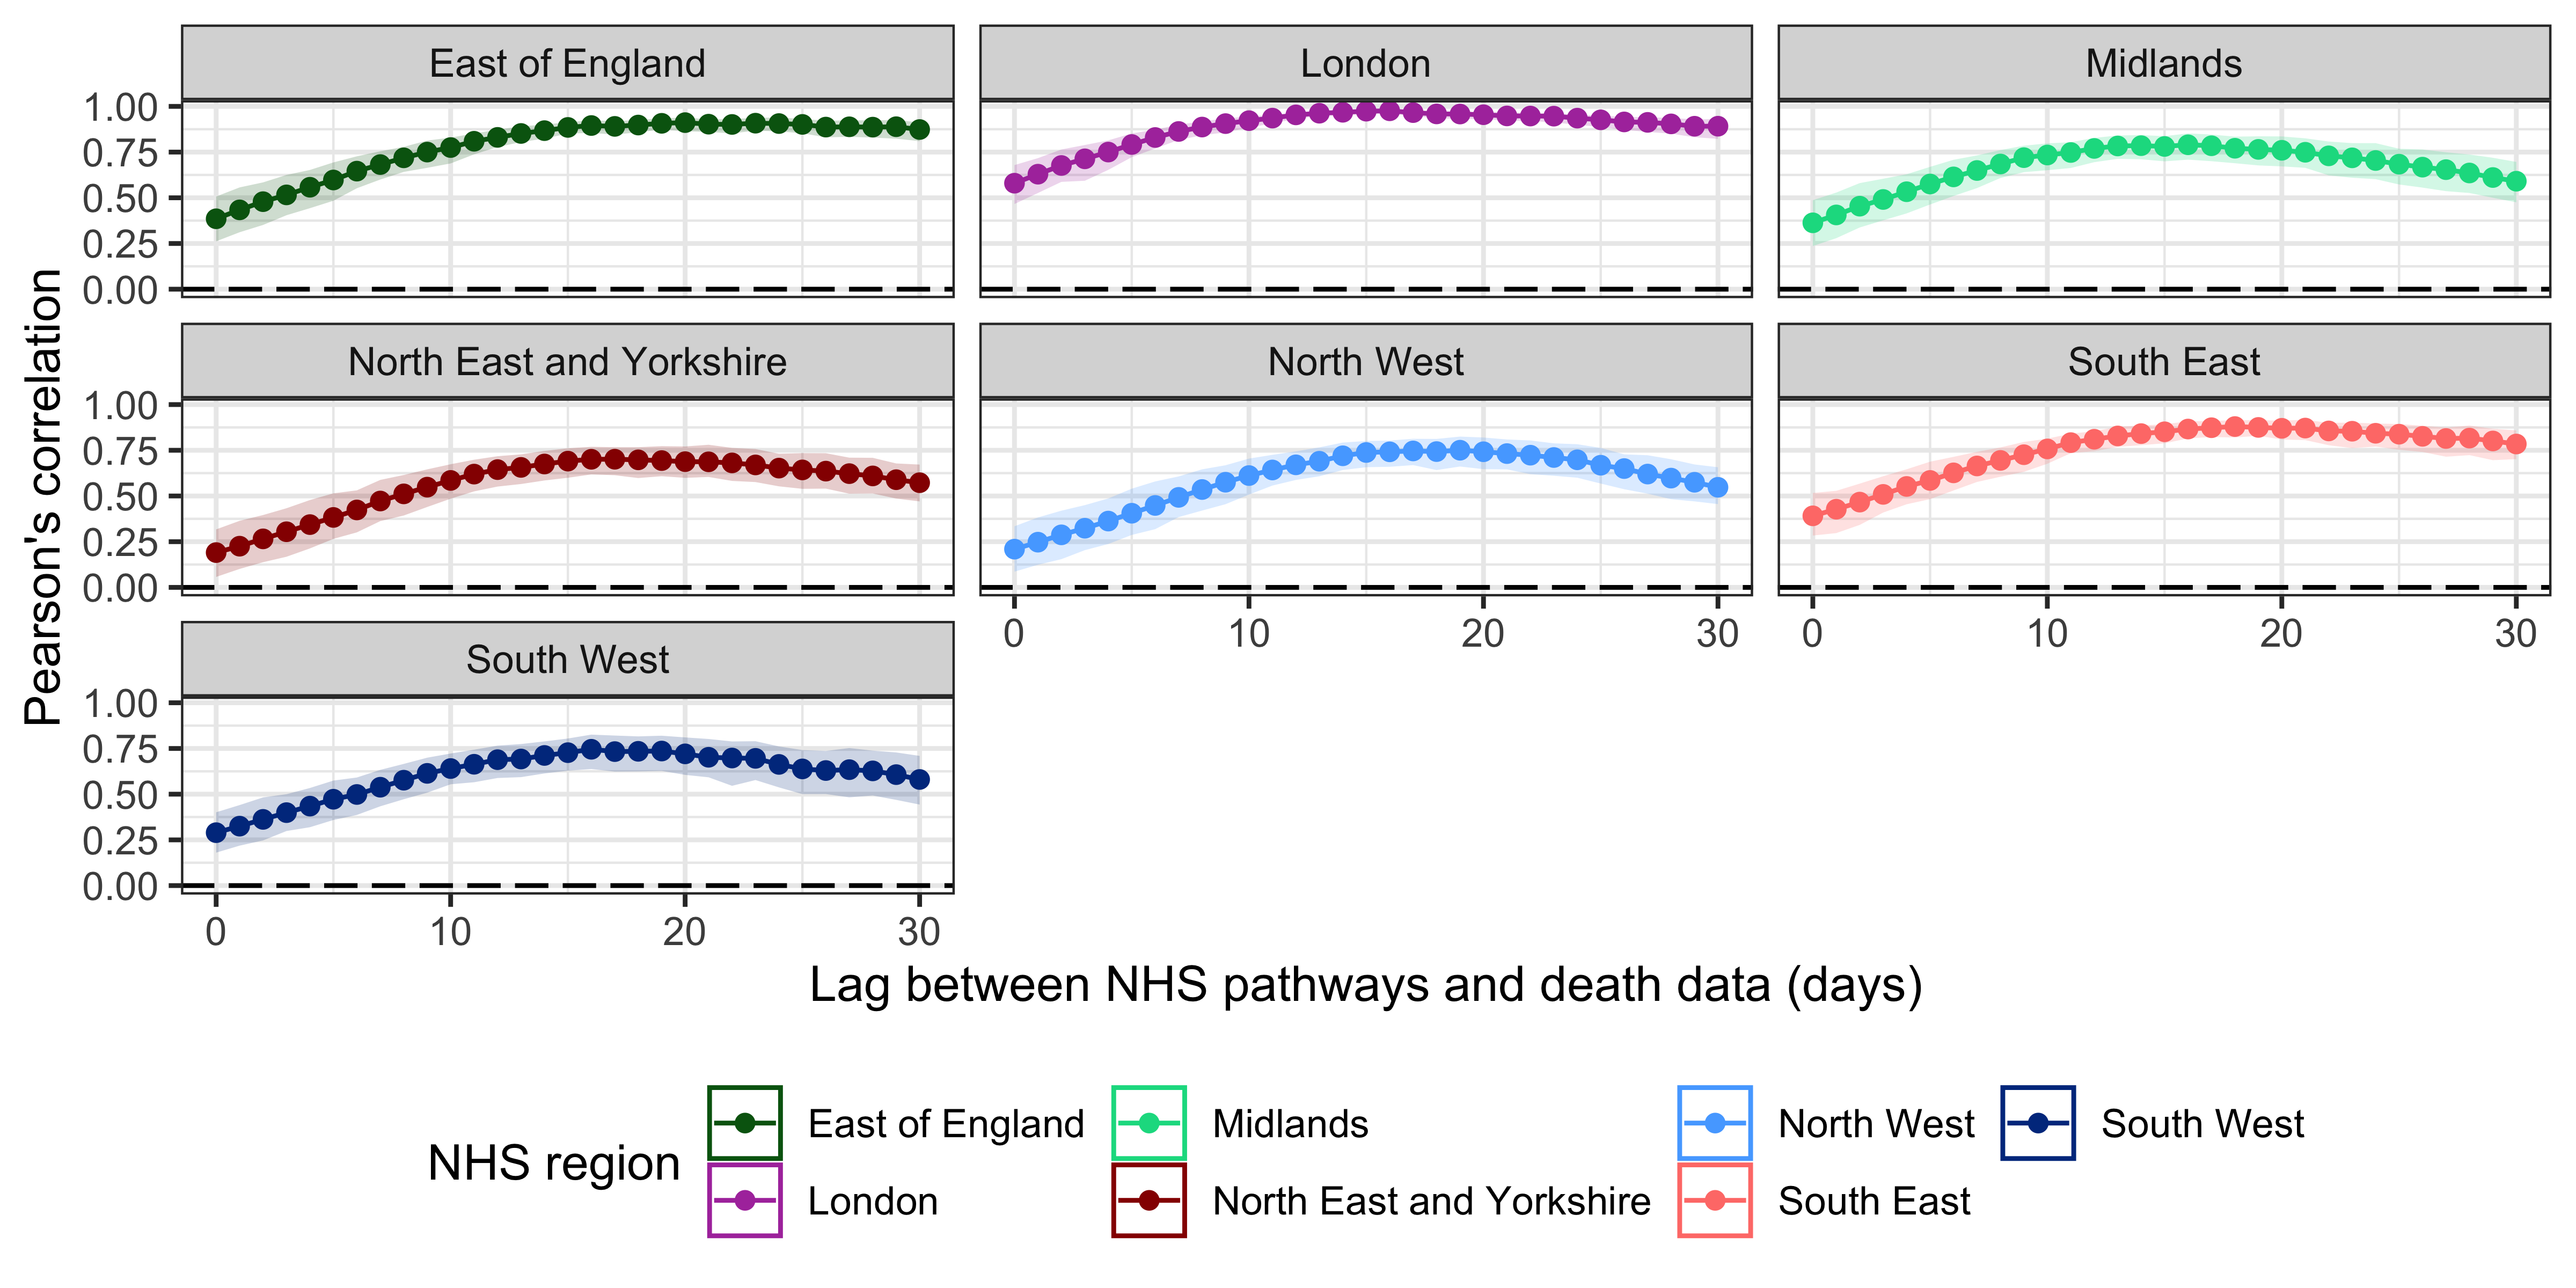 East of England
London
Midlands
1.00
0.75
0.50
0.25
0.00
North East and Yorkshire
North West
South East
1.00
0.75
0.50
0.25
0.00
0 10 20 30
0 10 20 30
South West
1.00
0.75
0.50
0.25
0.00
0 10 20 30
Pearson's correlation
Lag between NHS pathways and death data (days)
NHS region
East of England
London
Midlands
North East and Yorkshire
North West
South East
South West